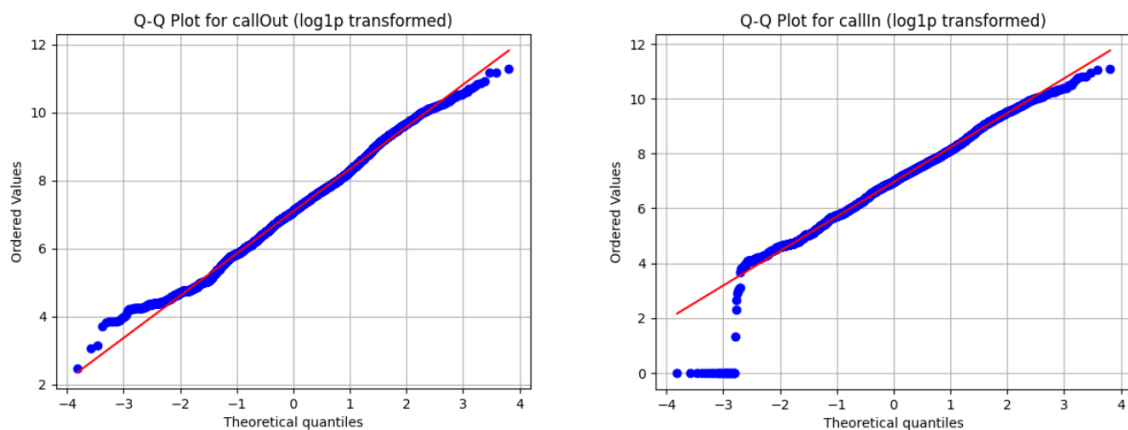 Q-Q Plot for callOut (log1p transformed)
12
10
8
6
4
2
Ordered Values
−4 −3 −2 −1 0 1 2 3 4
Theoretical quantiles
Q-Q Plot for callIn (log1p transformed)
12
10
8
6
4
2
0
Ordered Values
−4 −3 −2 −1 0 1 2 3 4
Theoretical quantiles